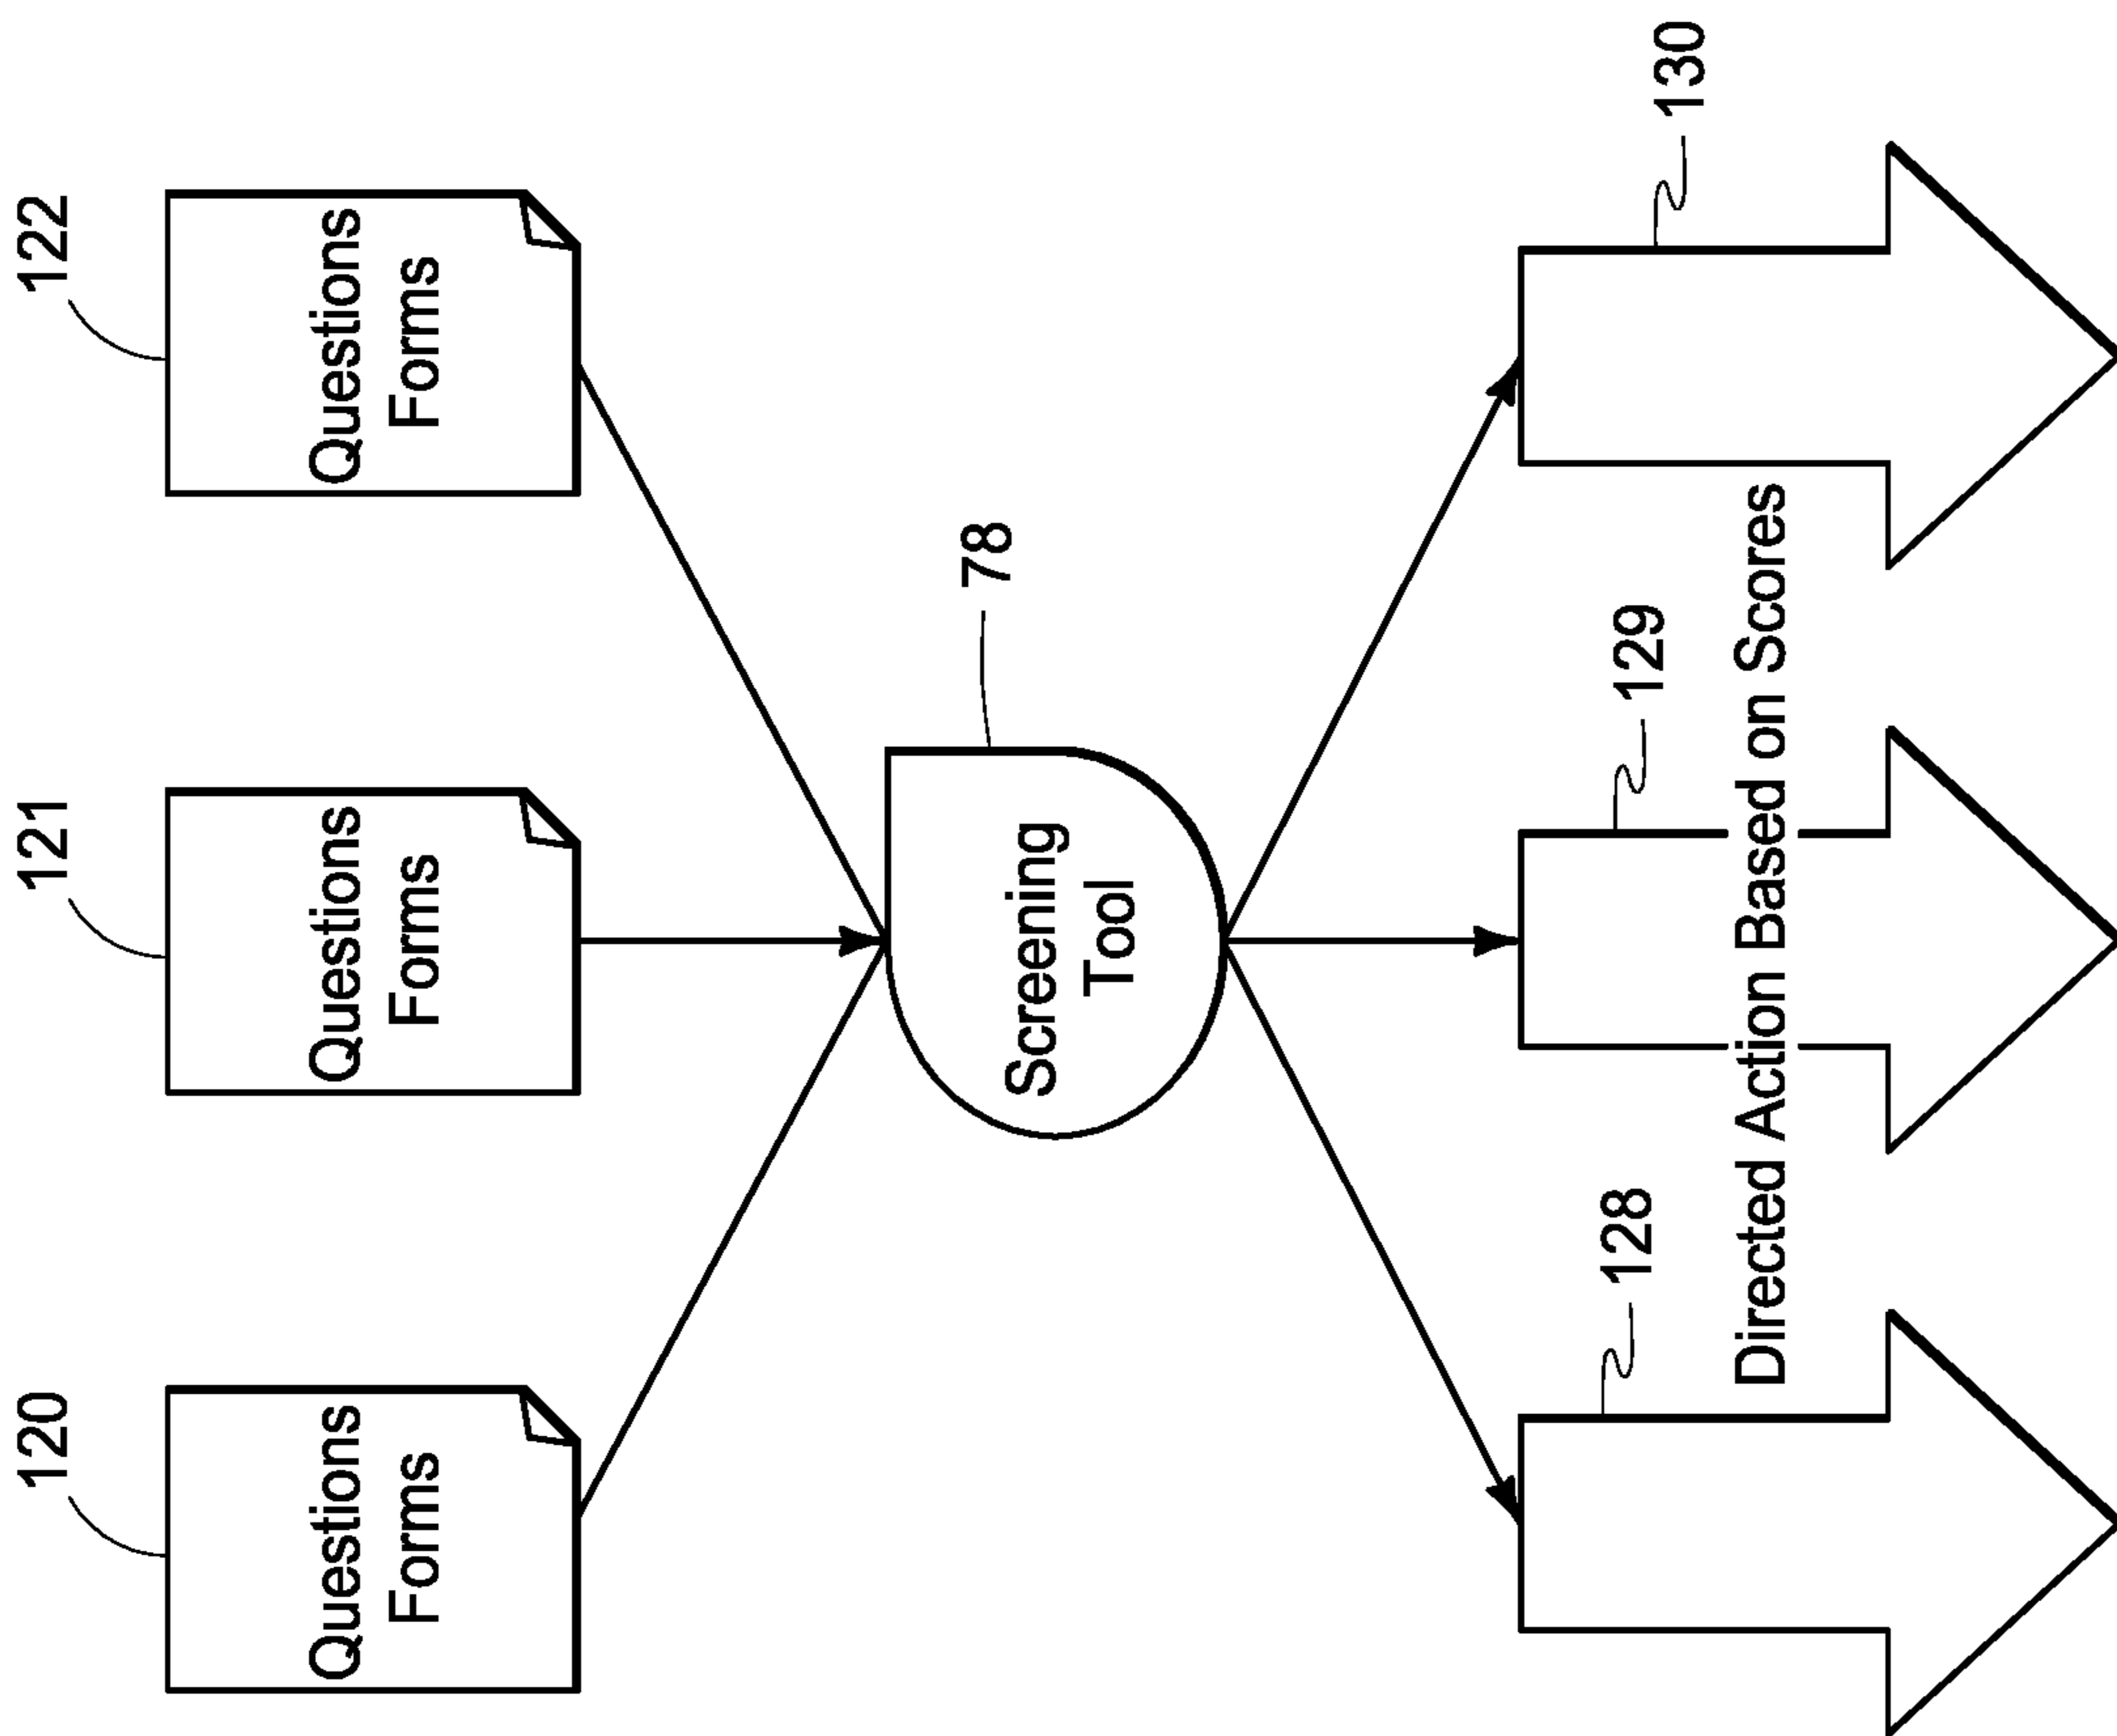 120
Questions
Forms
121
Questions
Forms
122
Questions
Forms
Screening
Tool
78
128
129
130
Directed Action Based on Scores